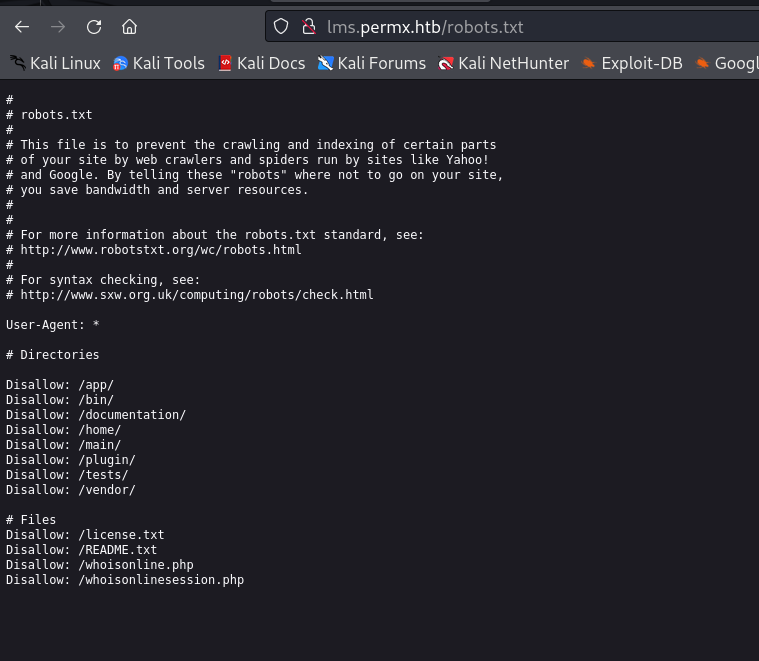 lms.permx.htb/robots.txt
Kali Linux Kali Tools Kali Docs Kali Forums Kali NetHunter Exploit-DB Googl
#
# robots.txt
#
# This file is to prevent the crawling and indexing of certain parts
# of your site by web crawlers and spiders run by sites like Yahoo!
# and Google. By telling these "robots" where not to go on your site,
# you save bandwidth and server resources.
#
#
# For more information about the robots.txt standard, see:
# http://www.robotstxt.org/wc/robots.html
#
# For syntax checking, see:
# http://www.sxw.org.uk/computing/robots/check.html
User-Agent: *
# Directories
Disallow: /app/
Disallow: /bin/
Disallow: /documentation/
Disallow: /home/
Disallow: /main/
Disallow: /plugin/
Disallow: /tests/
Disallow: /vendor/
# Files
Disallow: /license.txt
Disallow: /README.txt
Disallow: /whoisonline.php
Disallow: /whoisonlinesession.php